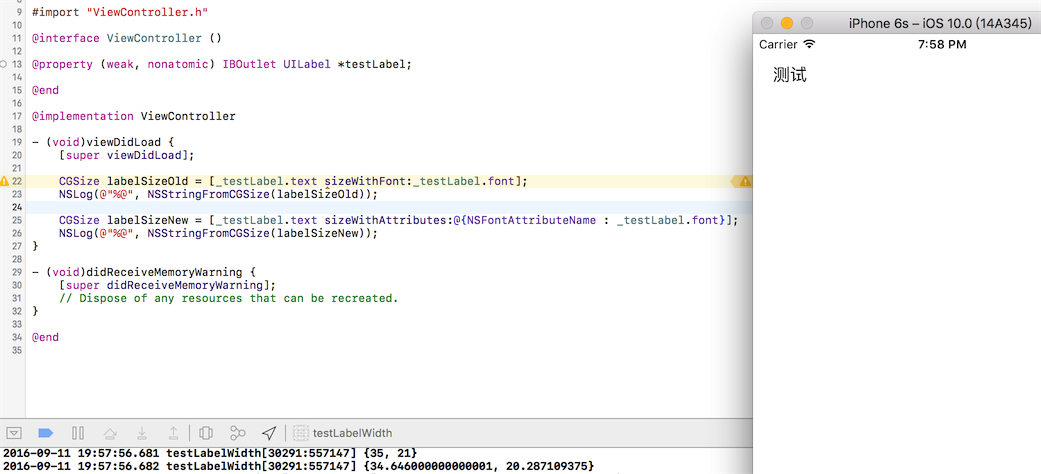 9 #import "ViewController.h"
10
11 @interface ViewController ()
12
13 @property (weak, nonatomic) IBOutlet UILabel *testLabel;
14
15 @end
16
17 @implementation ViewController
18
19 - (void)viewDidLoad {
20 [super viewDidLoad];
21
22 CGSize labelSizeOld = [_testLabel.text sizeWithFont:_testLabel.font];
23 NSLog(@"%@", NSStringFromCGSize(labelSizeOld));
24
25 CGSize labelSizeNew = [_testLabel.text sizeWithAttributes:@{NSFontAttributeName : _testLabel.font}];
26 NSLog(@"%@", NSStringFromCGSize(labelSizeNew));
27 }
28
29 - (void)didReceiveMemoryWarning {
30 [super didReceiveMemoryWarning];
31 // Dispose of any resources that can be recreated.
32 }
33
34 @end
35
testLabelWidth
2016-09-11 19:57:56.681 testLabelWidth[30291:557147] {35, 21}
2016-09-11 19:57:56.682 testLabelWidth[30291:557147] {34.646000000000001, 20.287109375}
iPhone 6s – iOS 10.0 (14A345)
Carrier 7:58 PM
测试